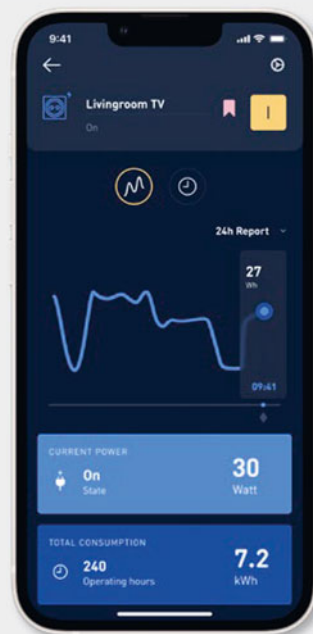 9:41
Livingroom TV
On
24h Report
27
Wh
09:41
CURRENT POWER
On
State
30
Watt
TOTAL CONSUMPTION
240
Operating hours
7.2
kWh